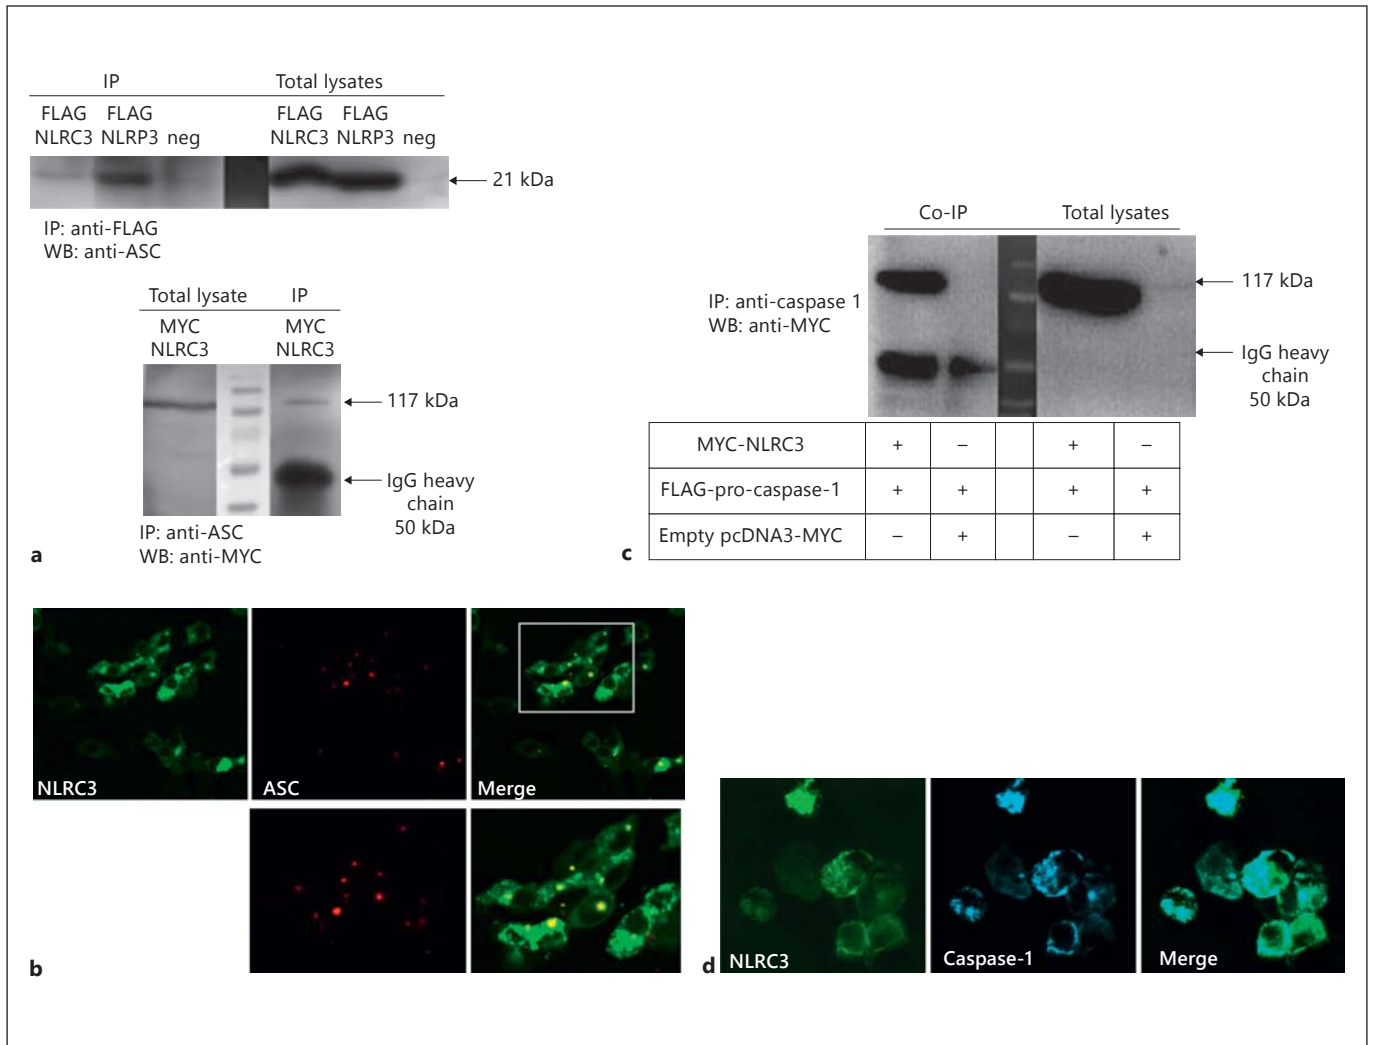 IP Total lysates
FLAG FLAG FLAG FLAG
NLRC3 NLRP3 neg NLRC3 NLRP3 neg
21 kDa
IP: anti-FLAG
WB: anti-ASC
Total lysate IP
MYC MYC
NLRC3 NLRC3
117 kDa
IgG heavy
chain
50 kDa
IP: anti-ASC
WB: anti-MYC
a
Co-IP Total lysates
IP: anti-caspase 1
WB: anti-MYC
117 kDa
IgG heavy
chain
50 kDa
MYC-NLRC3 + – + –
FLAG-pro-caspase-1 + + + +
Empty pcDNA3-MYC – + – +
c
NLRC3 ASC Merge
b
NLRC3 Caspase-1 Merge
d